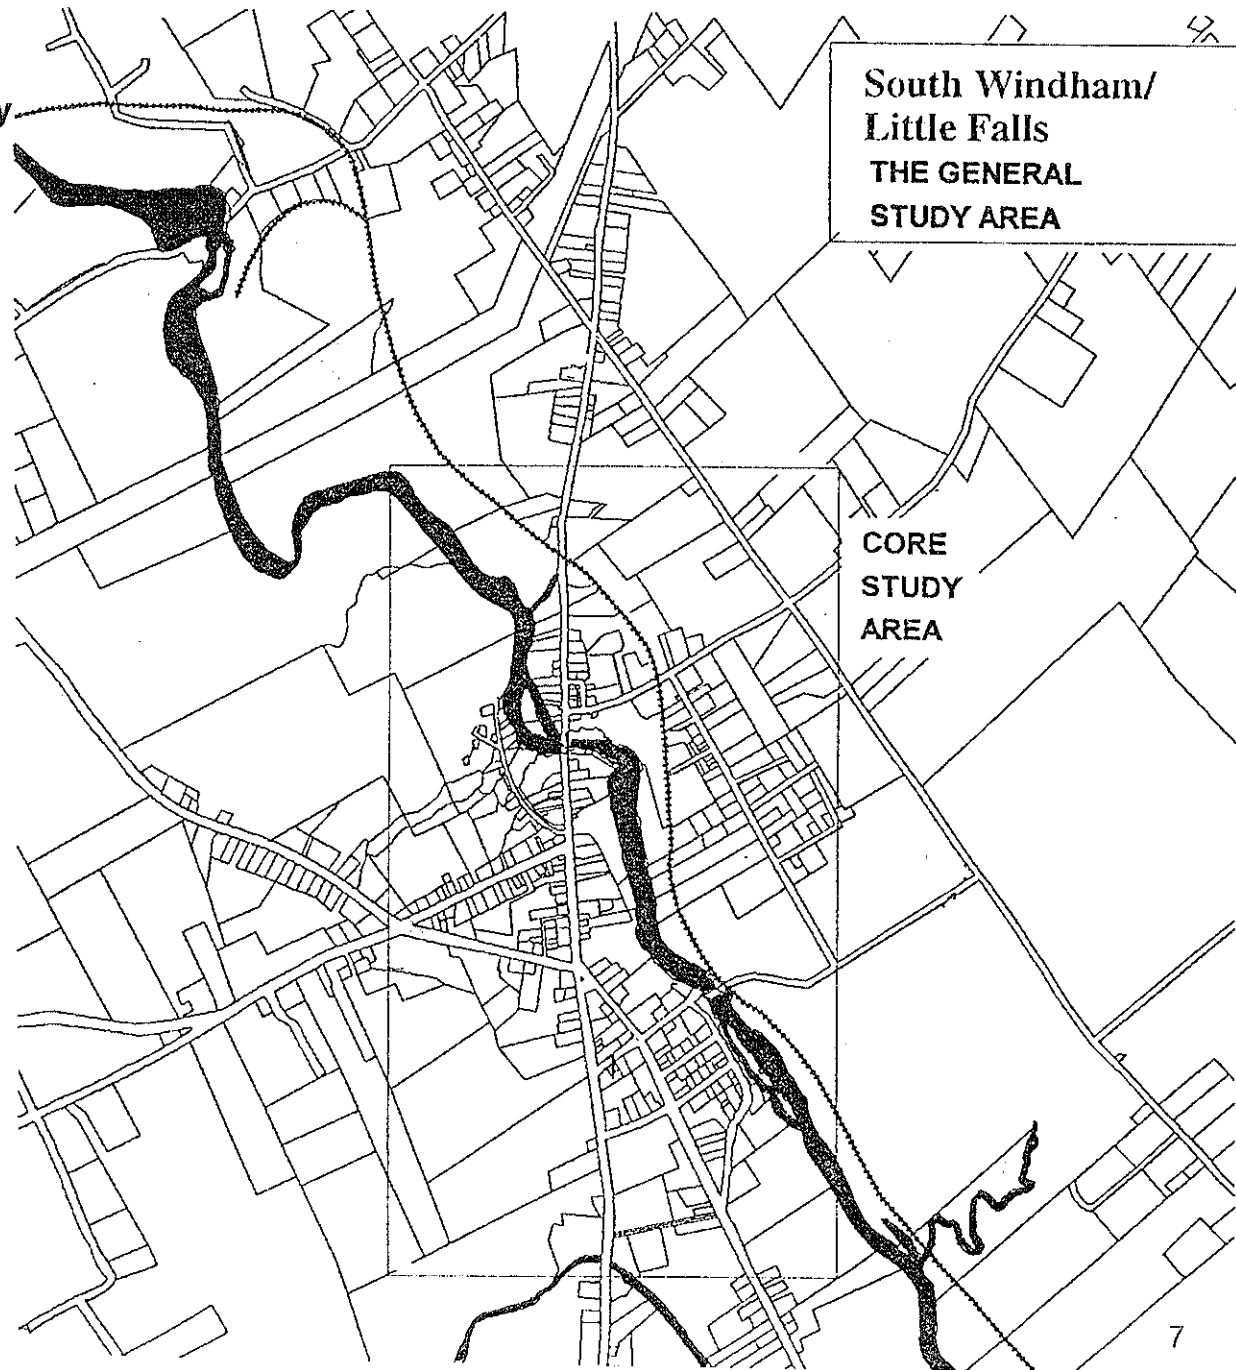 South Windham/
Little Falls
THE GENERAL
STUDY AREA
CORE
STUDY
AREA
7